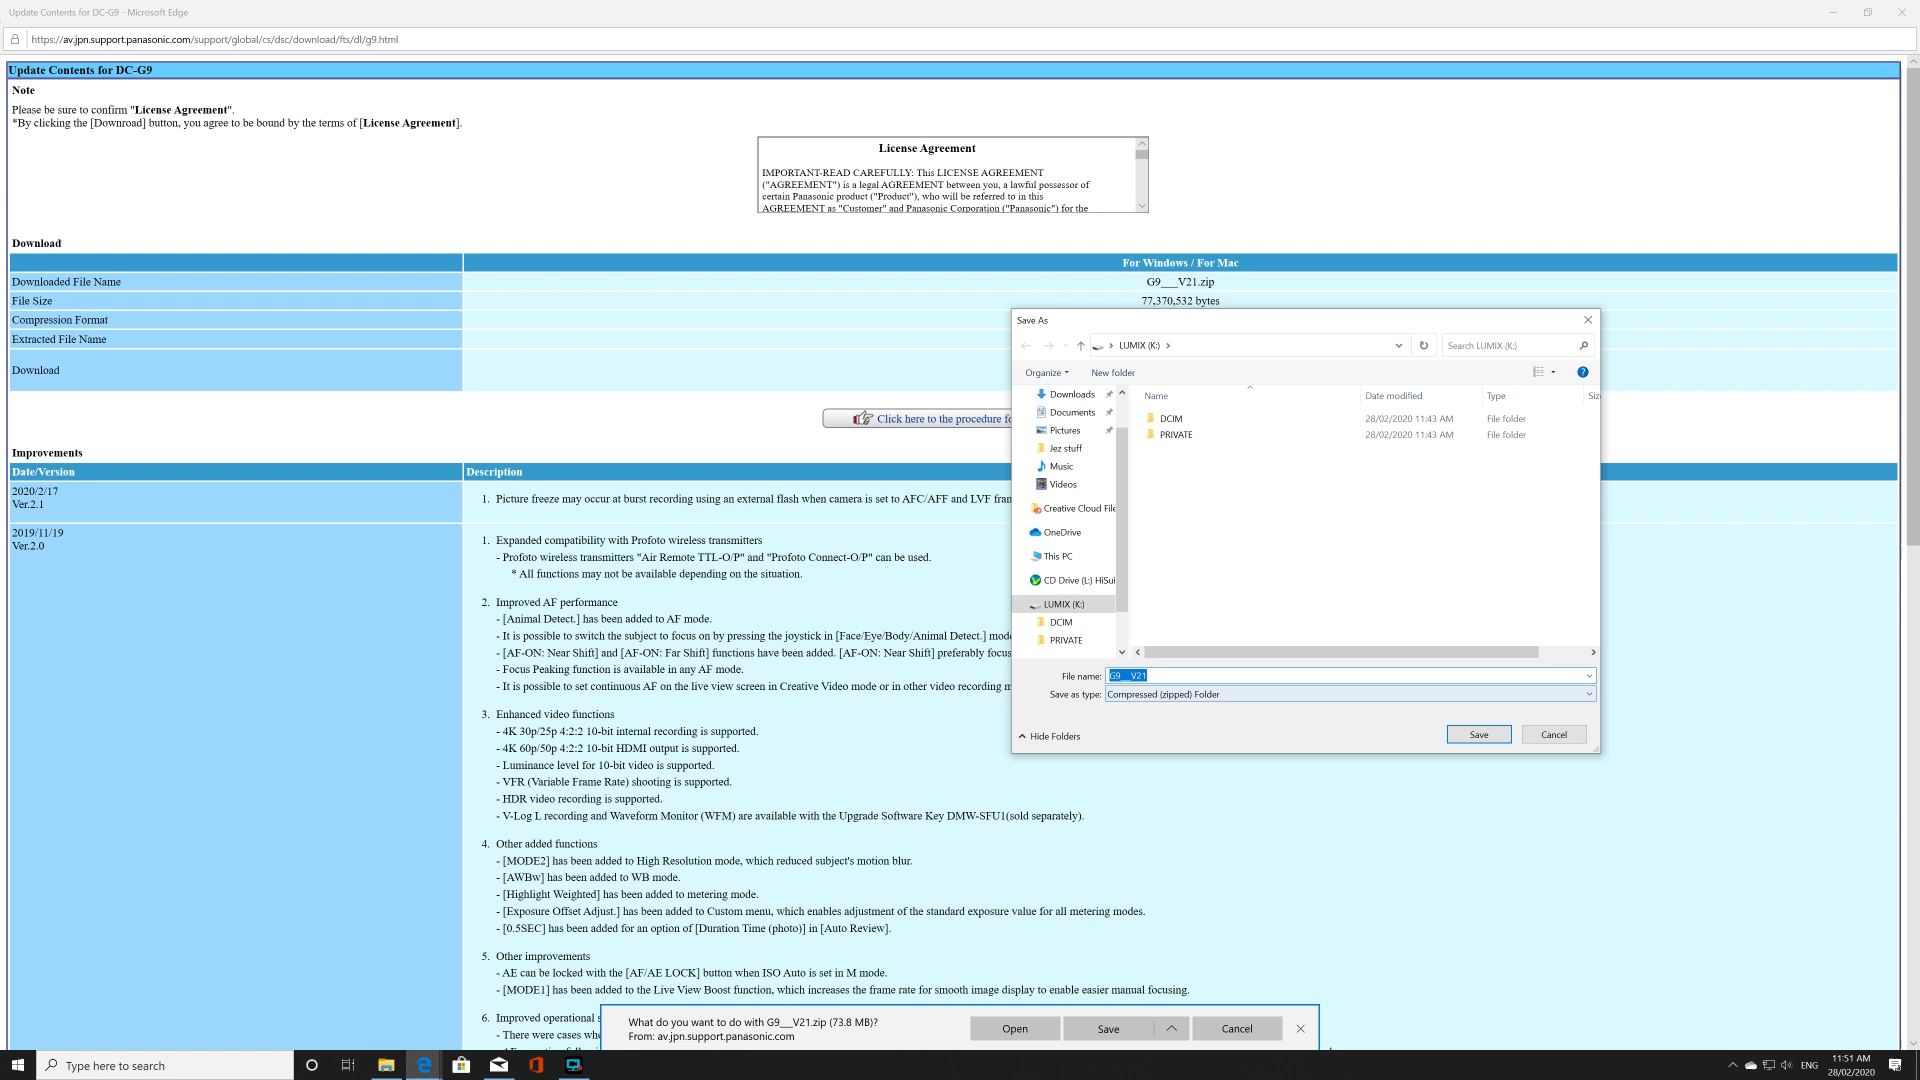 Update Contents for DC-G9 - Microsoft Edge
https://av.jpn.support.panasonic.com/support/global/cs/dsc/download/fts/dl/g9.html
Update Contents for DC-G9
Note
Please be sure to confirm "License Agreement".
*By clicking the [Downroad] button, you agree to be bound by the terms of [License Agreement].
License Agreement
IMPORTANT-READ CAREFULLY: This LICENSE AGREEMENT
("AGREEMENT") is a legal AGREEMENT between you, a lawful possessor of
certain Panasonic product ("Product"), who will be referred to in this
AGREEMENT as "Customer" and Panasonic Corporation ("Panasonic") for the
Download
For Windows / For Mac
Downloaded File Name
G9___V21.zip
File Size
77,370,532 bytes
Compression Format
Extracted File Name
Download
Click here to the procedure fo
Improvements
Date/Version
Description
2020/2/17
Ver.2.1
1. Picture freeze may occur at burst recording using an external flash when camera is set to AFC/AFF and LVF fran
2019/11/19
Ver.2.0
1. Expanded compatibility with Profoto wireless transmitters
- Profoto wireless transmitters "Air Remote TTL-O/P" and "Profoto Connect-O/P" can be used.
* All functions may not be available depending on the situation.
2. Improved AF performance
- [Animal Detect.] has been added to AF mode.
- It is possible to switch the subject to focus on by pressing the joystick in [Face/Eye/Body/Animal Detect.] mode
- [AF-ON: Near Shift] and [AF-ON: Far Shift] functions have been added. [AF-ON: Near Shift] preferably focus
- Focus Peaking function is available in any AF mode.
- It is possible to set continuous AF on the live view screen in Creative Video mode or in other video recording m
3. Enhanced video functions
- 4K 30p/25p 4:2:2 10-bit internal recording is supported.
- 4K 60p/50p 4:2:2 10-bit HDMI output is supported.
- Luminance level for 10-bit video is supported.
- VFR (Variable Frame Rate) shooting is supported.
- HDR video recording is supported.
- V-Log L recording and Waveform Monitor (WFM) are available with the Upgrade Software Key DMW-SFU1(sold separately).
4. Other added functions
- [MODE2] has been added to High Resolution mode, which reduced subject's motion blur.
- [AWBw] has been added to WB mode.
- [Highlight Weighted] has been added to metering mode.
- [Exposure Offset Adjust.] has been added to Custom menu, which enables adjustment of the standard exposure value for all metering modes.
- [0.5SEC] has been added for an option of [Duration Time (photo)] in [Auto Review].
5. Other improvements
- AE can be locked with the [AF/AE LOCK] button when ISO Auto is set in M mode.
- [MODE1] has been added to the Live View Boost function, which increases the frame rate for smooth image display to enable easier manual focusing.
6. Improved operational s
- There were cases whe
Save As
LUMIX (K:)
Search LUMIX (K:)
Organize
New folder
Downloads
Documents
Pictures
Jez stuff
Music
Videos
Creative Cloud File
OneDrive
This PC
CD Drive (L:) HiSui
LUMIX (K:)
DCIM
PRIVATE
Name Date modified Type Siz
DCIM 28/02/2020 11:43 AM File folder
PRIVATE 28/02/2020 11:43 AM File folder
File name: G9___V21
Save as type: Compressed (zipped) Folder
Hide Folders
Save
Cancel
What do you want to do with G9___V21.zip (73.8 MB)?
From: av.jpn.support.panasonic.com
Open
Save
Cancel
Type here to search
ENG
11:51 AM
28/02/2020